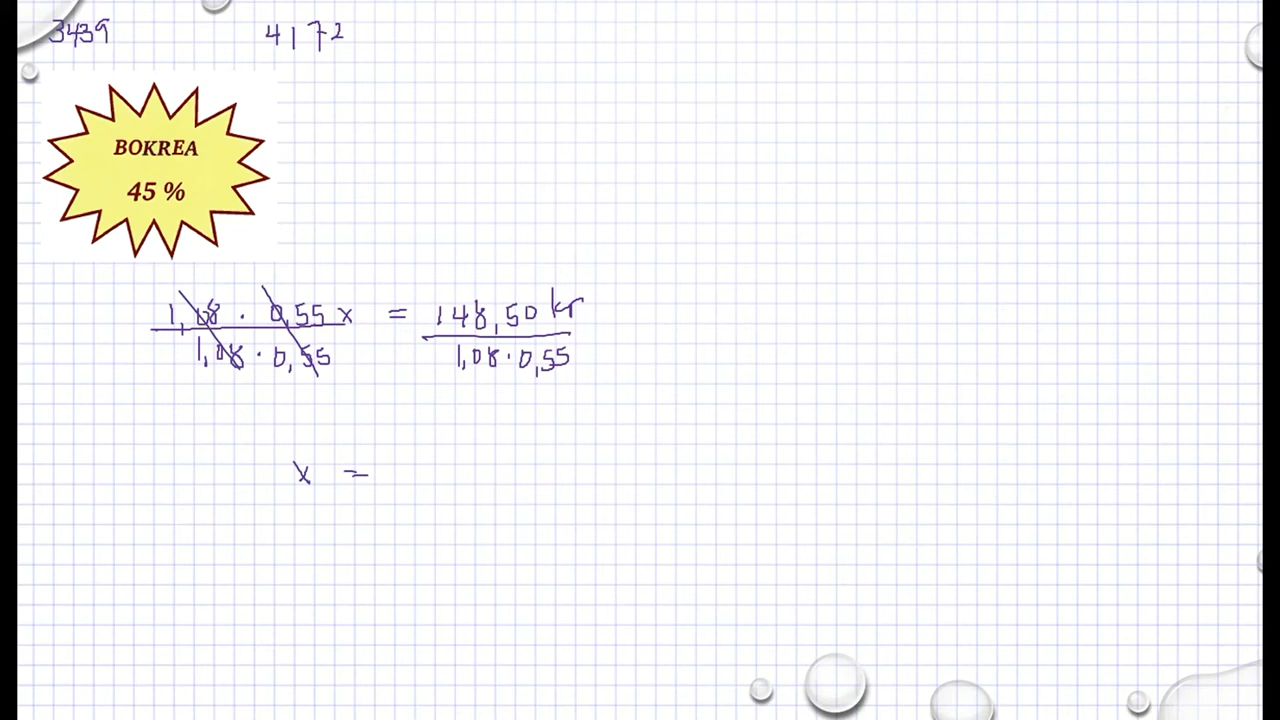 3439 4172
BOKREA
45 %
1,08 · 0,55 x = 148,50 kr
1,08 · 0,55 1,08 · 0,55
x =